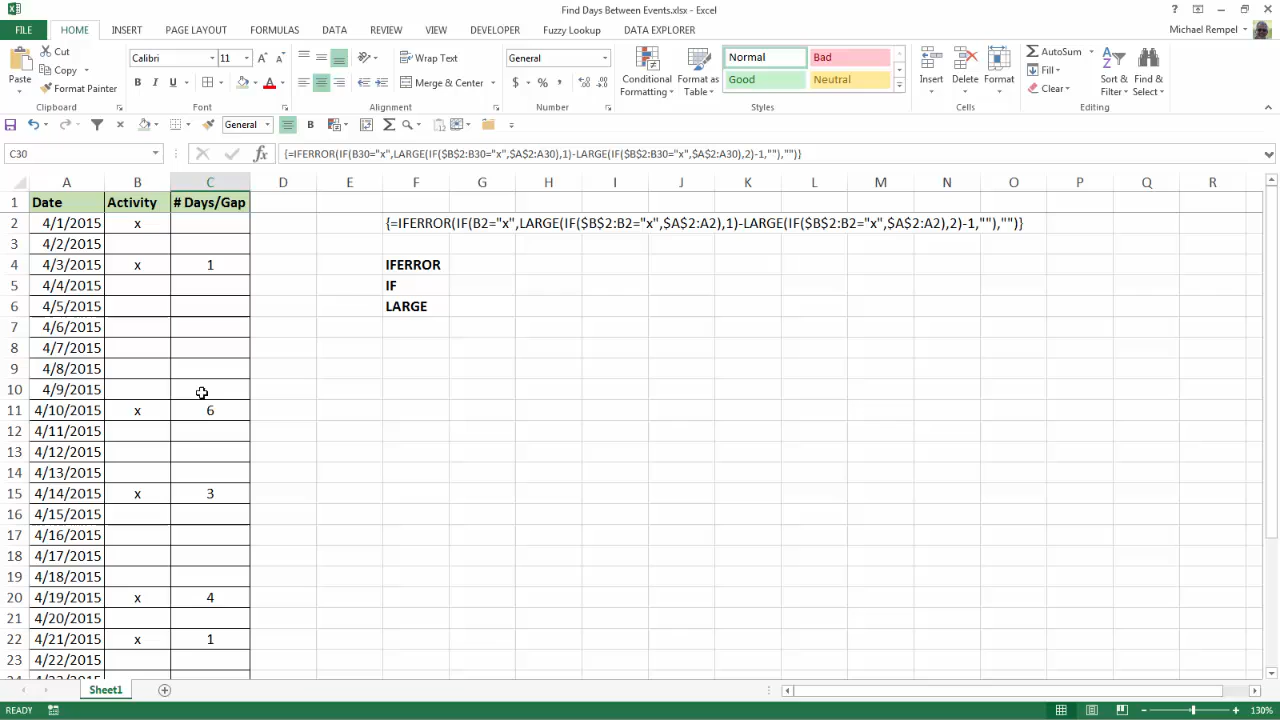 Find Days Between Events.xlsx - Excel
FILE HOME INSERT PAGE LAYOUT FORMULAS DATA REVIEW VIEW DEVELOPER Fuzzy Lookup DATA EXPLORER Michael Rempel
Paste Cut Copy Format Painter
Clipboard
Calibri 11
B I U A
Font
Wrap Text
Merge & Center
Alignment
General
$ % ,
Number
Conditional Formatting
Format as Table
Normal Bad
Good Neutral
Styles
Insert Delete Format
Cells
AutoSum
Fill
Clear
Sort & Filter
Find & Select
Editing
General B
C30 fx {=IFERROR(IF(B30="x",LARGE(IF($B$2:B30="x",$A$2:A30),1)-LARGE(IF($B$2:B30="x",$A$2:A30),2)-1,""),"")}
A B C D E F G H I J K L M N O P Q R
1 Date Activity # Days/Gap
2 4/1/2015 x {=IFERROR(IF(B2="x",LARGE(IF($B$2:B2="x",$A$2:A2),1)-LARGE(IF($B$2:B2="x",$A$2:A2),2)-1,""),"")}
3 4/2/2015
4 4/3/2015 x 1 IFERROR
5 4/4/2015 IF
6 4/5/2015 LARGE
7 4/6/2015
8 4/7/2015
9 4/8/2015
10 4/9/2015
11 4/10/2015 x 6
12 4/11/2015
13 4/12/2015
14 4/13/2015
15 4/14/2015 x 3
16 4/15/2015
17 4/16/2015
18 4/17/2015
19 4/18/2015
20 4/19/2015 x 4
21 4/20/2015
22 4/21/2015 x 1
23 4/22/2015
Sheet1
READY 130%